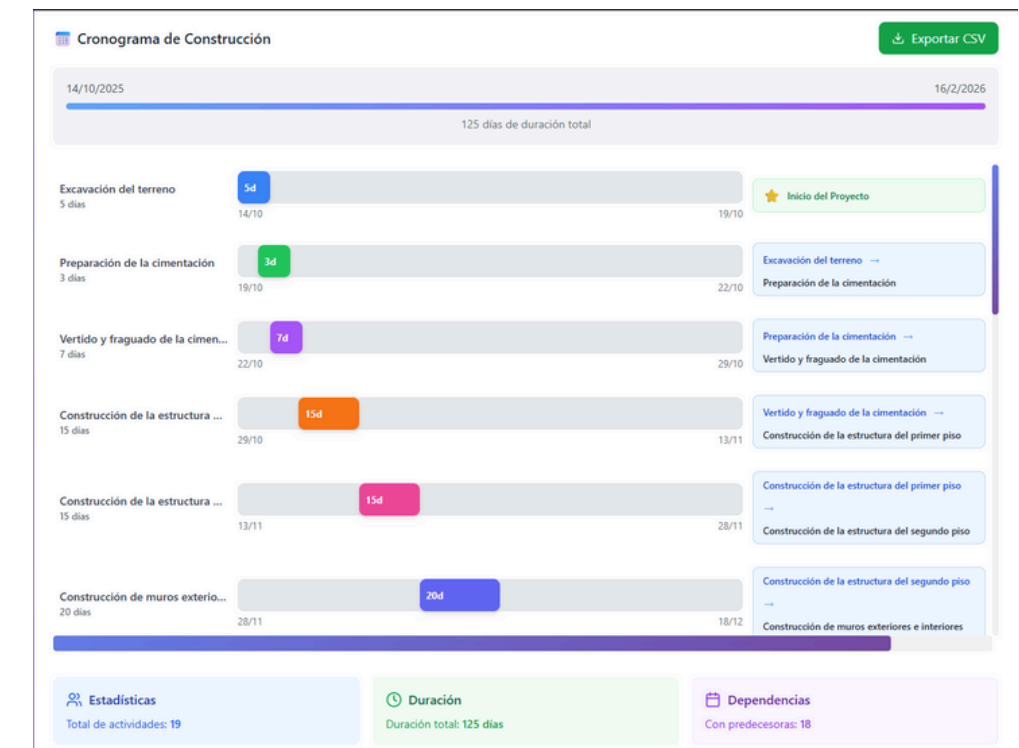 Cronograma de Construcción
Exportar CSV
14/10/2025
16/2/2026
125 días de duración total
Excavación del terreno
5 días
5d
14/10
19/10
Inicio del Proyecto
Preparación de la cimentación
3 días
3d
19/10
22/10
Excavación del terreno →
Preparación de la cimentación
Vertido y fraguado de la cimen...
7 días
7d
22/10
29/10
Preparación de la cimentación →
Vertido y fraguado de la cimentación
Construcción de la estructura ...
15 días
15d
29/10
13/11
Vertido y fraguado de la cimentación →
Construcción de la estructura del primer piso
Construcción de la estructura ...
15 días
15d
13/11
28/11
Construcción de la estructura del primer piso
→
Construcción de la estructura del segundo piso
Construcción de muros exterio...
20 días
20d
28/11
18/12
Construcción de la estructura del segundo piso
→
Construcción de muros exteriores e interiores
Estadísticas
Total de actividades: 19
Duración
Duración total: 125 días
Dependencias
Con predecesoras: 18